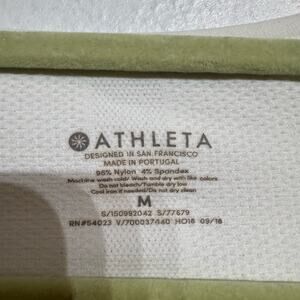 ATHLETA
DESIGNED IN SAN FRANCISCO
MADE IN PORTUGAL
96% Nylon 4% Spandex
Machine wash cold/ Wash and dry with like colors
Do not bleach/Tumble dry low
Cool iron if needed/ Do not dry clean
M
S/150992042 S/77679
RN#54023 V/700037440 HO18 09/18